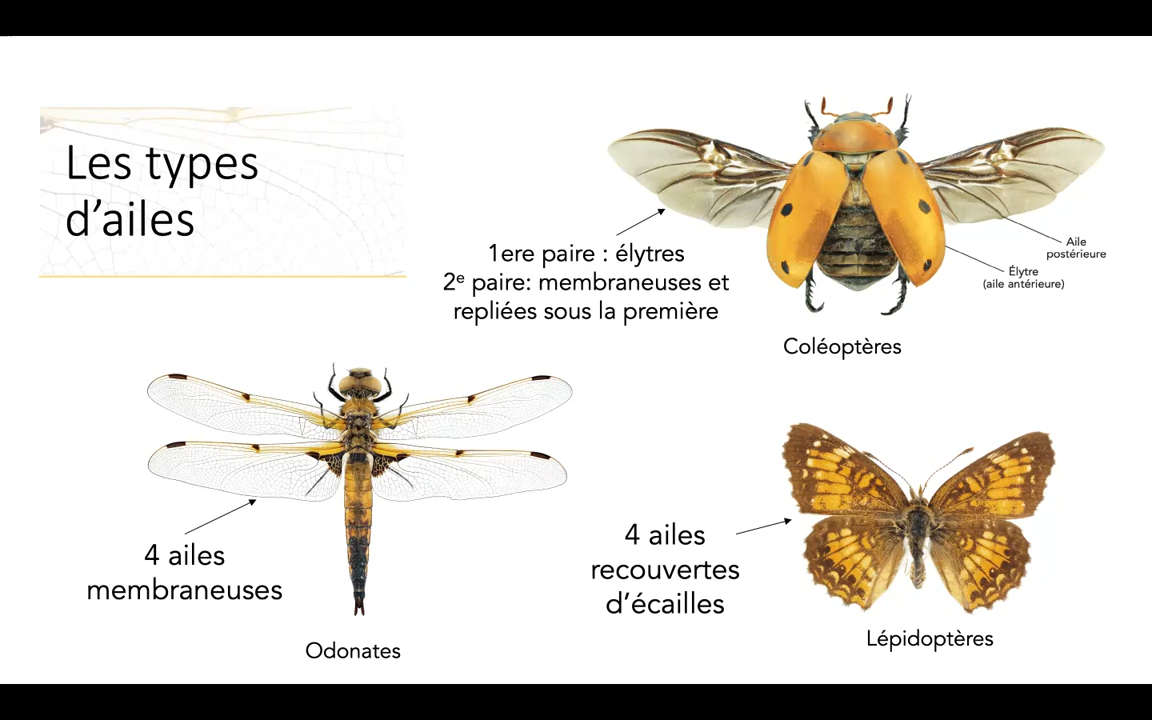 Les types
d’ailes
1ere paire : élytres
2ᵉ paire: membraneuses et
repliées sous la première
Aile
postérieure
Élytre
(aile antérieure)
Coléoptères
4 ailes
membraneuses
Odonates
4 ailes
recouvertes
d’écailles
Lépidoptères